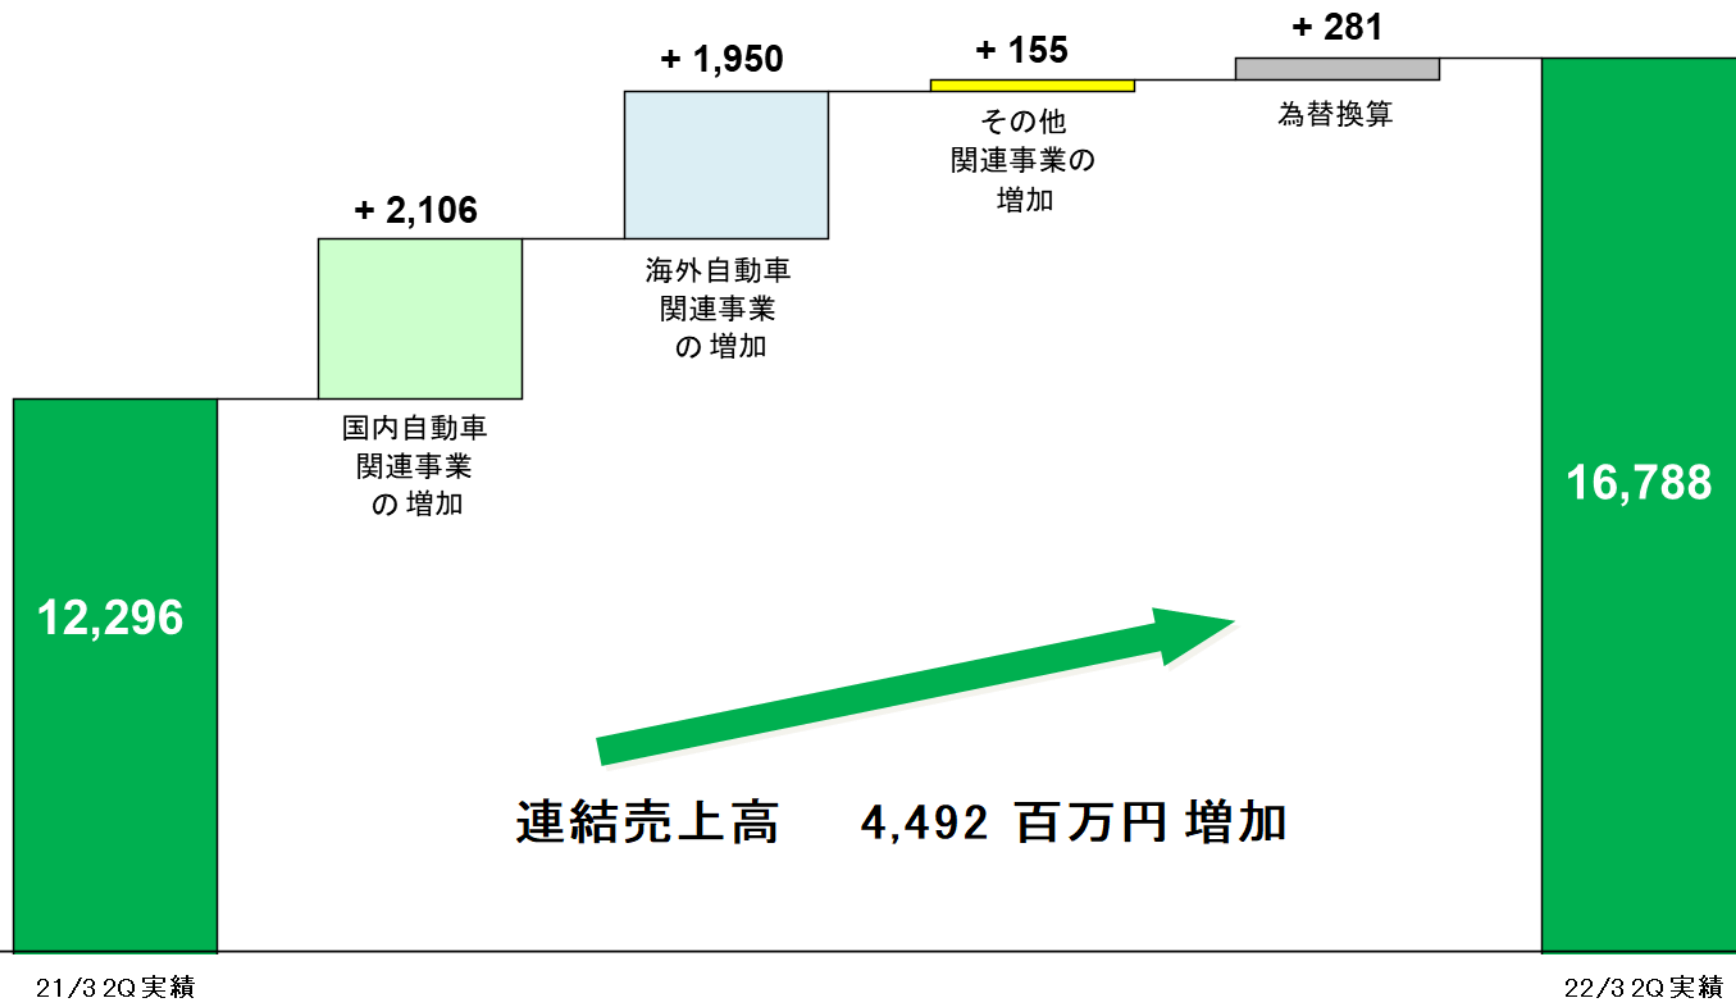 + 281
+ 155
+ 1,950
為替換算
その他
関連事業の
増加
+ 2,106
海外自動車
関連事業
の 増加
国内自動車
関連事業
の 増加
16,788
12,296
連結売上高 4,492 百万円 増加
21/3 2Q 実績
22/3 2Q 実績